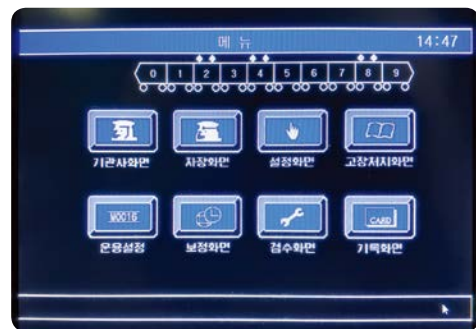 메 뉴 14:47
0 1 2 3 4 5 6 7 8 9
기관사화면 차장화면 설정화면 고장처치화면
M0016 CARD
운용설정 보정화면 검수화면 기록화면